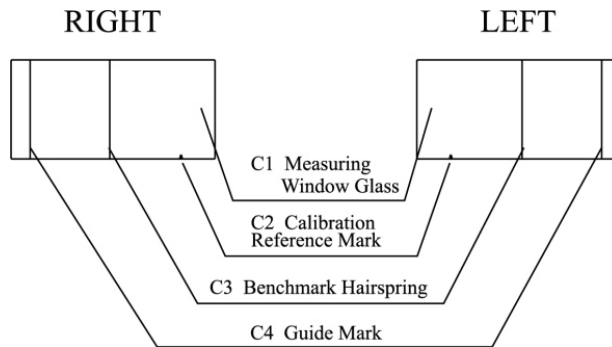 RIGHT
LEFT
C1 Measuring
Window Glass
C2 Calibration
Reference Mark
C3 Benchmark Hairspring
C4 Guide Mark